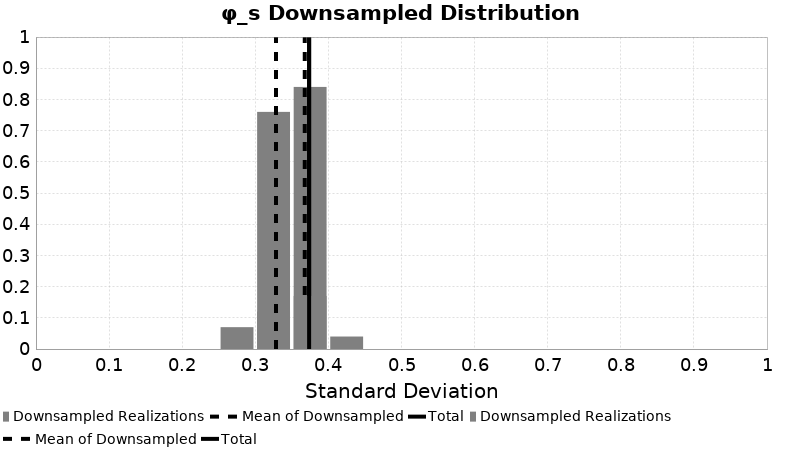 φ_s Downsampled Distribution
1
0.9
0.8
0.7
0.6
0.5
0.4
0.3
0.2
0.1
0
0 0.1 0.2 0.3 0.4 0.5 0.6 0.7 0.8 0.9 1
Standard Deviation
Downsampled Realizations Mean of Downsampled Total Downsampled Realizations
Mean of Downsampled Total